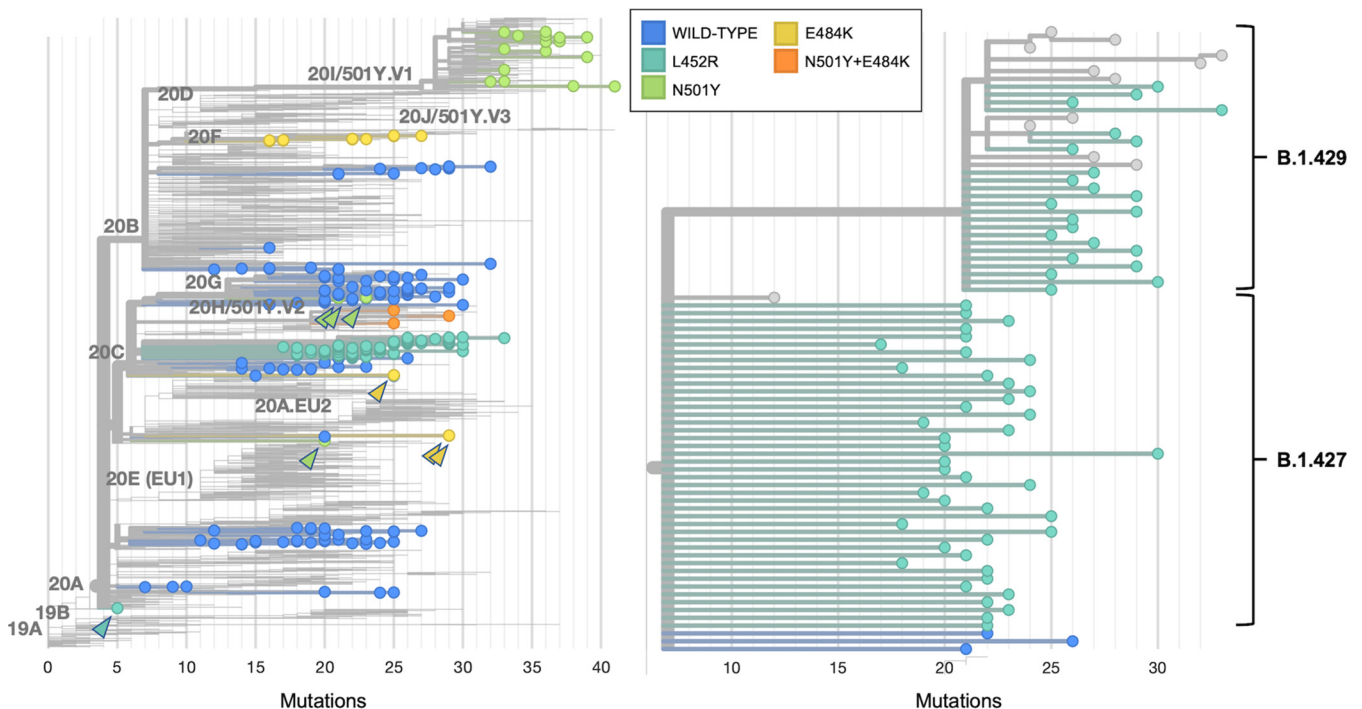 WILD-TYPE
L452R
N501Y
E484K
N501Y+E484K
20I/501Y.V1
20D
20J/501Y.V3
20F
20B
20G
20H/501Y.V2
20C
20A.EU2
20E (EU1)
20A
19B
19A
0 5 10 15 20 25 30 35 40
Mutations
B.1.429
B.1.427
10 15 20 25 30
Mutations